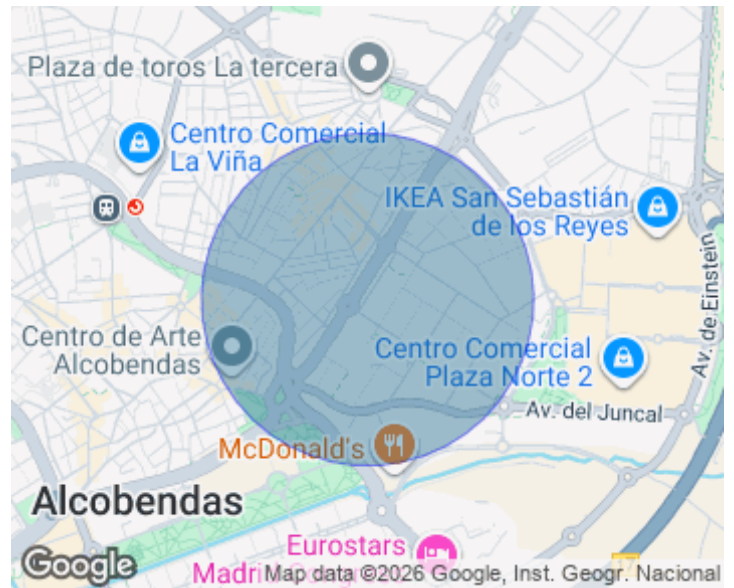 Plaza de toros La tercera
Centro Comercial
La Viña
IKEA San Sebastián
de los Reyes
Av. de Einstein
Centro de Arte
Alcobendas
Centro Comercial
Plaza Norte 2
Av. del Juncal
McDonald's
Alcobendas
Eurostars
Google
Map data ©2026 Google, Inst. Geogr. Nacional